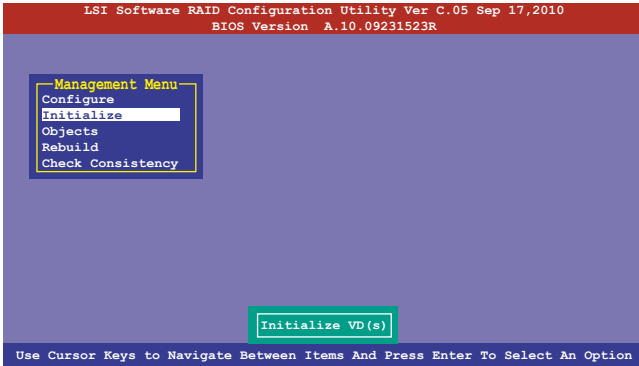 LSI Software RAID Configuration Utility Ver C.05 Sep 17,2010
BIOS Version A.10.09231523R
Management Menu
Configure
Initialize
Objects
Rebuild
Check Consistency
Initialize VD(s)
Use Cursor Keys to Navigate Between Items And Press Enter To Select An Option